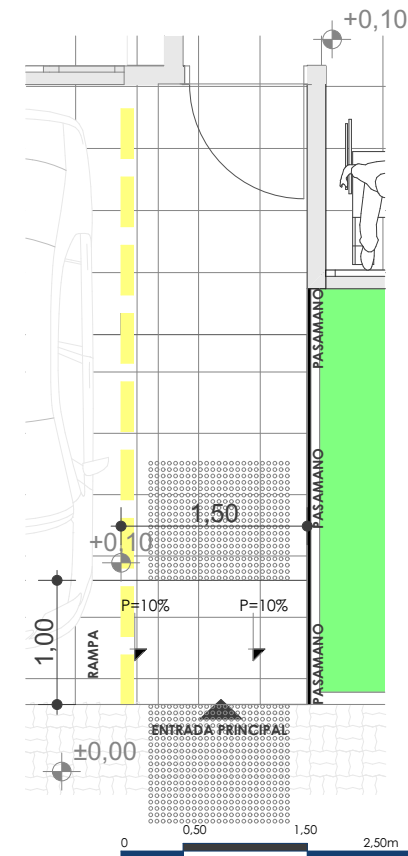 +0,10
PASAMANO
PASAMANO
1,50
+0,10
P=10%
P=10%
1,00
RAMPA
PASAMANO
ENTRADA PRINCIPAL
±0,00
0
0,50
1,50
2,50m